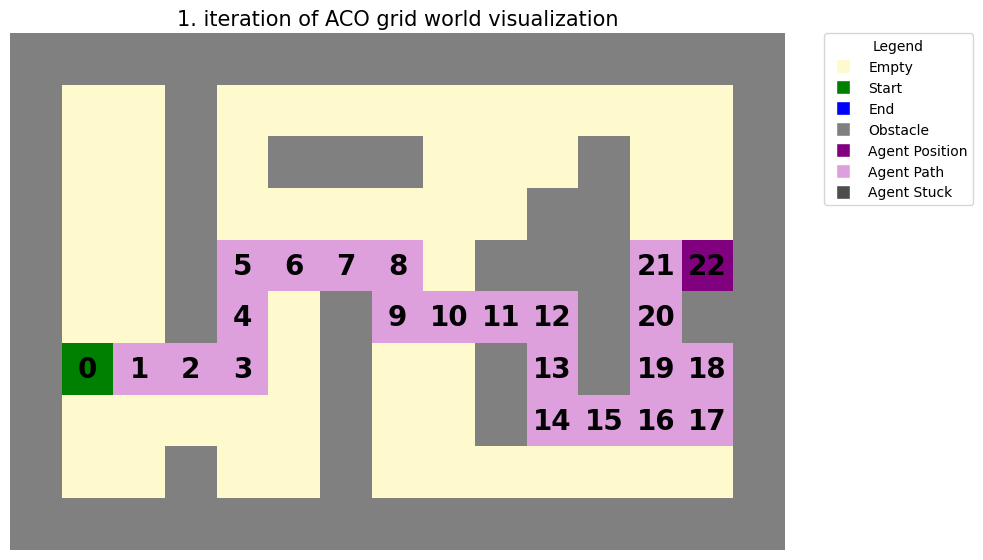 1. iteration of ACO grid world visualization
Legend
Empty
Start
End
Obstacle
Agent Position
Agent Path
Agent Stuck
5 6 7 8 21 22
4 9 10 11 12 20
0 1 2 3 13 19 18
14 15 16 17